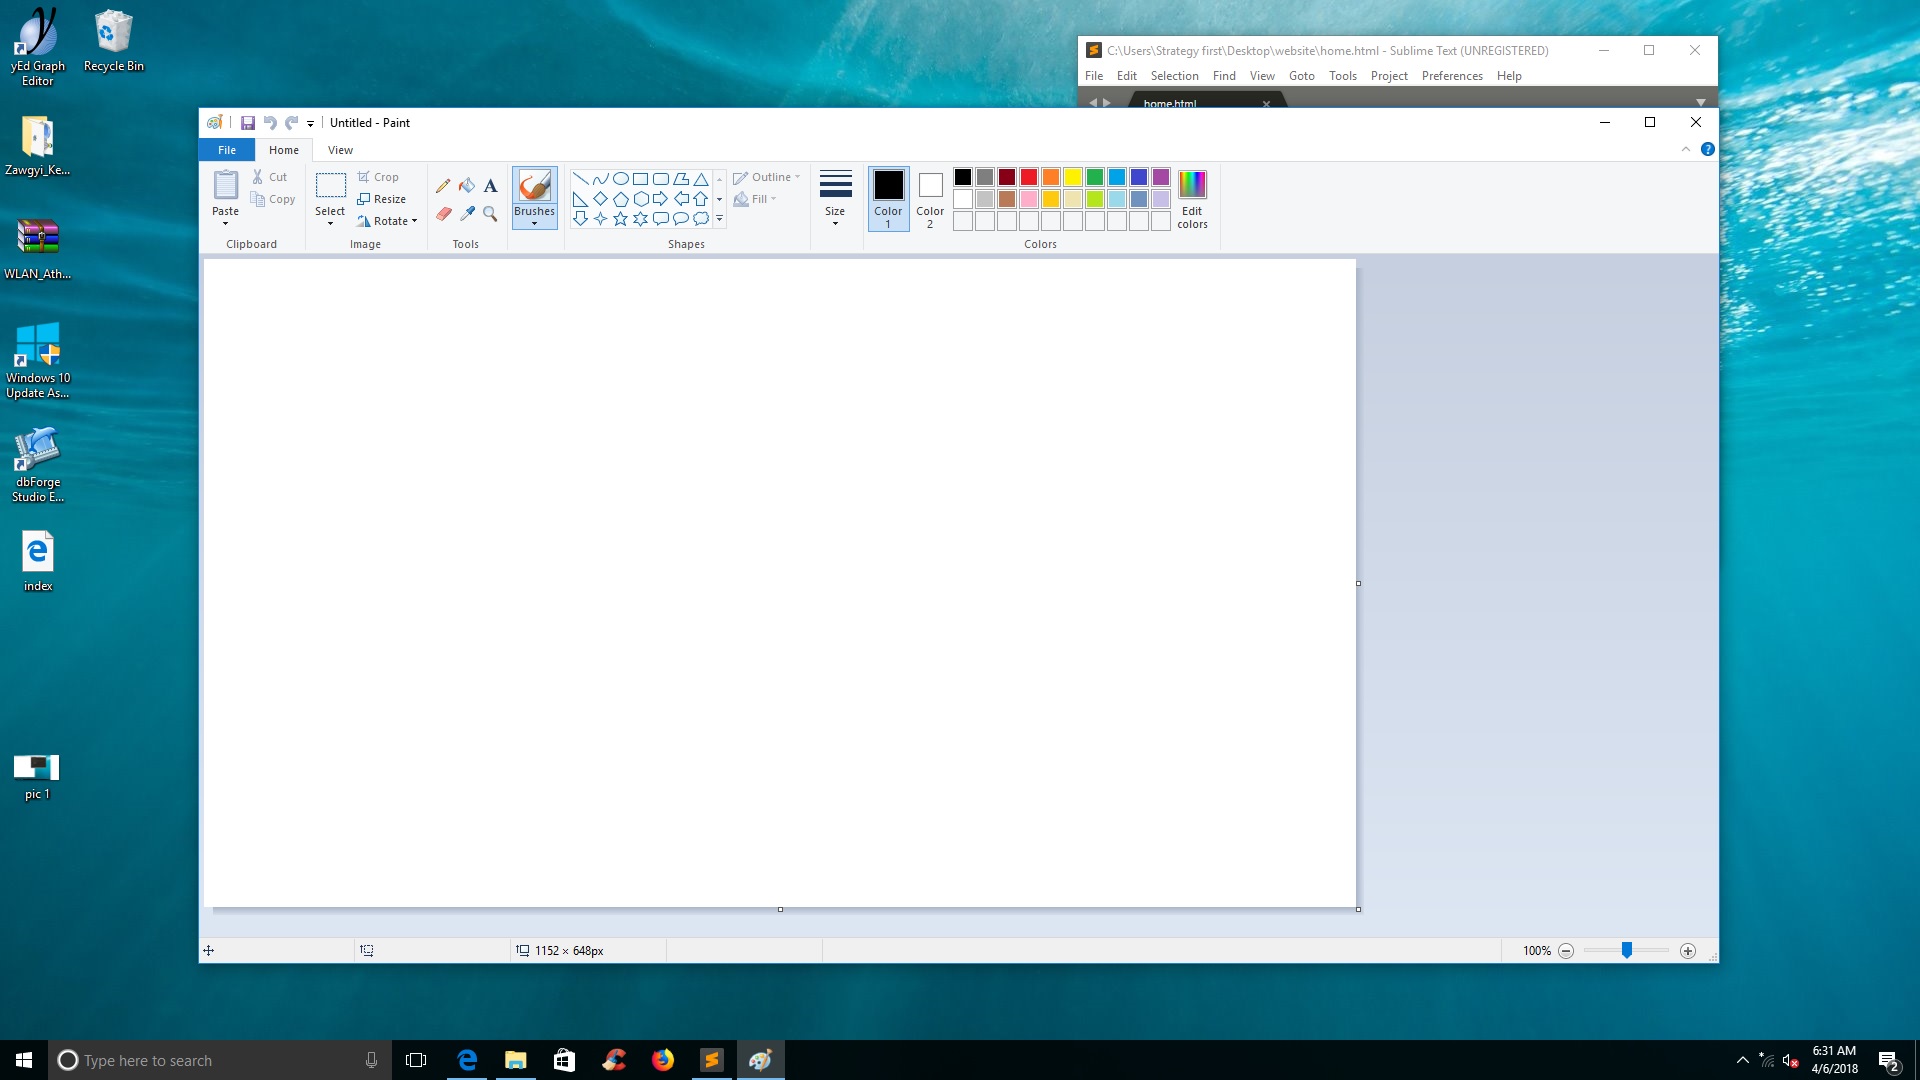 yEd Graph
Editor
Recycle Bin
Zawgyi_Ke...
WLAN_Ath...
Windows 10
Update As...
dbForge
Studio E...
index
pic 1
C:\Users\Strategy first\Desktop\website\home.html - Sublime Text (UNREGISTERED)
File Edit Selection Find View Goto Tools Project Preferences Help
home.html
Untitled - Paint
File Home View
Paste
Cut
Copy
Clipboard
Select
Crop
Resize
Rotate
Image
Tools
Brushes
Shapes
Outline
Fill
Size
Color
1
Color
2
Edit
colors
Colors
1152 × 648px
100%
Type here to search
6:31 AM
4/6/2018
2